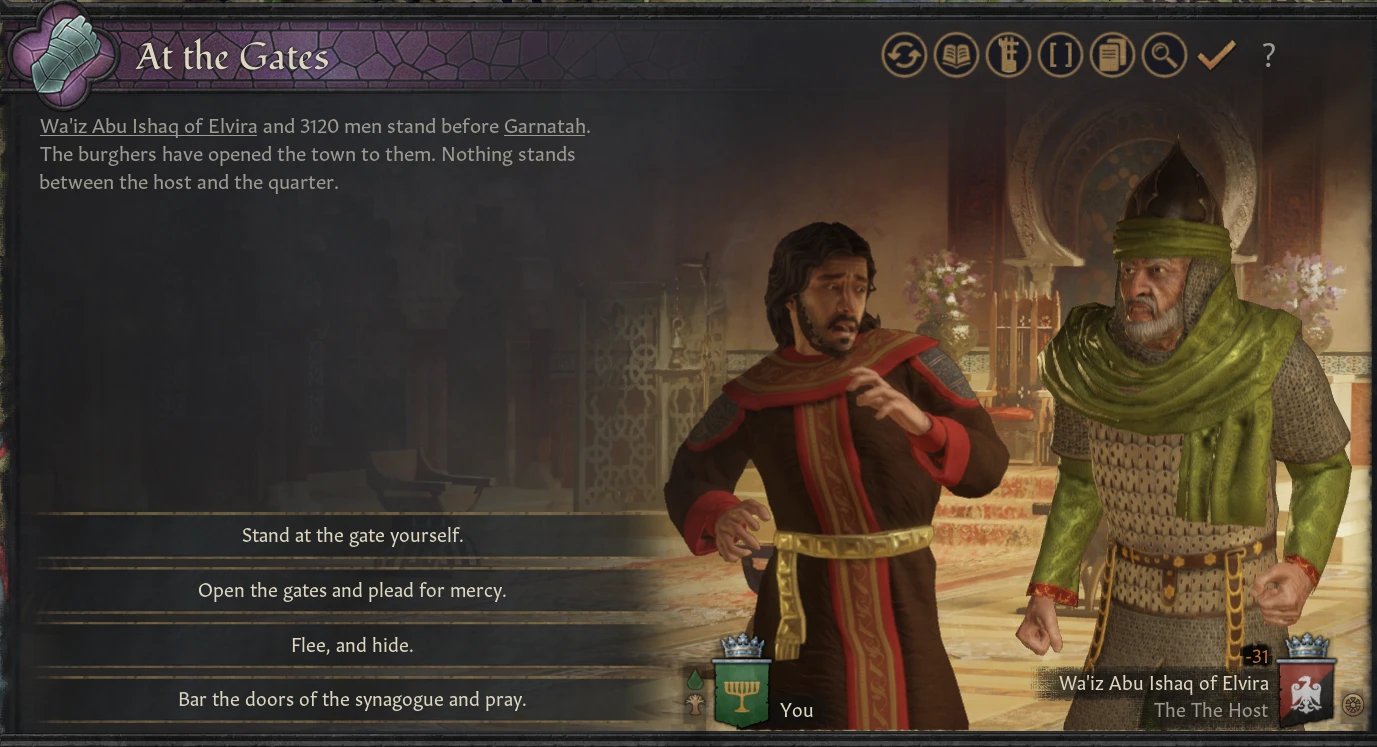 At the Gates
?
Wa'iz Abu Ishaq of Elvira and 3120 men stand before Garnatah.
The burghers have opened the town to them. Nothing stands
between the host and the quarter.
Stand at the gate yourself.
Open the gates and plead for mercy.
Flee, and hide.
Bar the doors of the synagogue and pray.
You
-31
Wa'iz Abu Ishaq of Elvira
The The Host